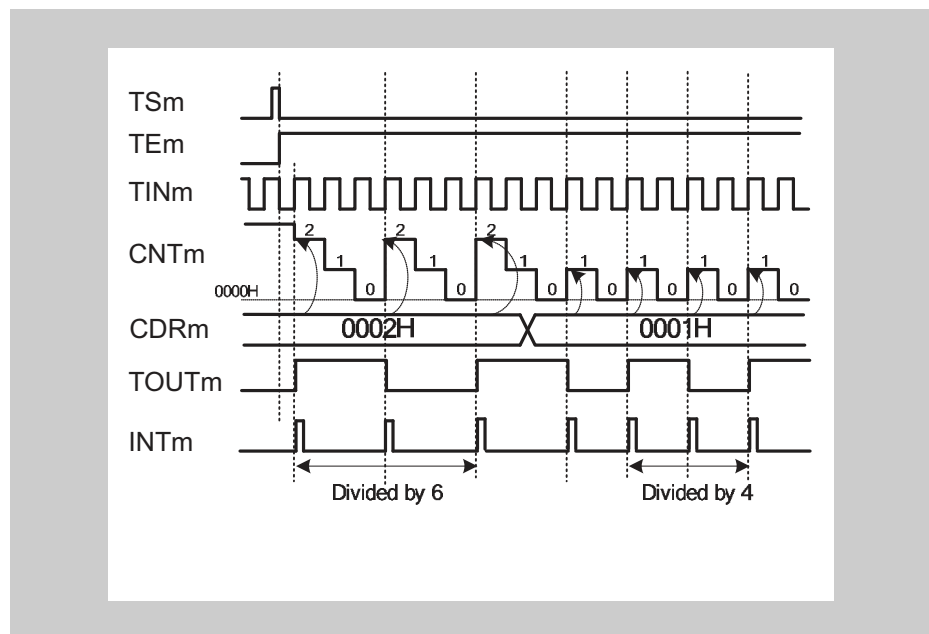 TSm
TEm
TINm
CNTm
2 1 0 2 1 0 2 1 0 1 0 1 0 1 0 1 0
0000H
CDRm
0002H 0001H
TOUTm
INTm
Divided by 6 Divided by 4